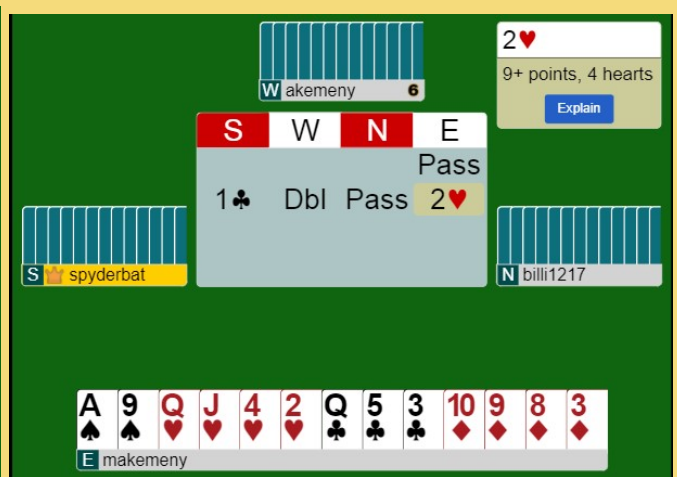 2♥
9+ points, 4 hearts
Explain
W akemeny 6
S W N E
Pass
1♣ Dbl Pass 2♥
S spyderbat
N billi1217
A♠ 9♠ Q♥ J♥ 4♥ 2♥ Q♣ 5♣ 3♣ 10♦ 9♦ 8♦ 3♦
E makemeny